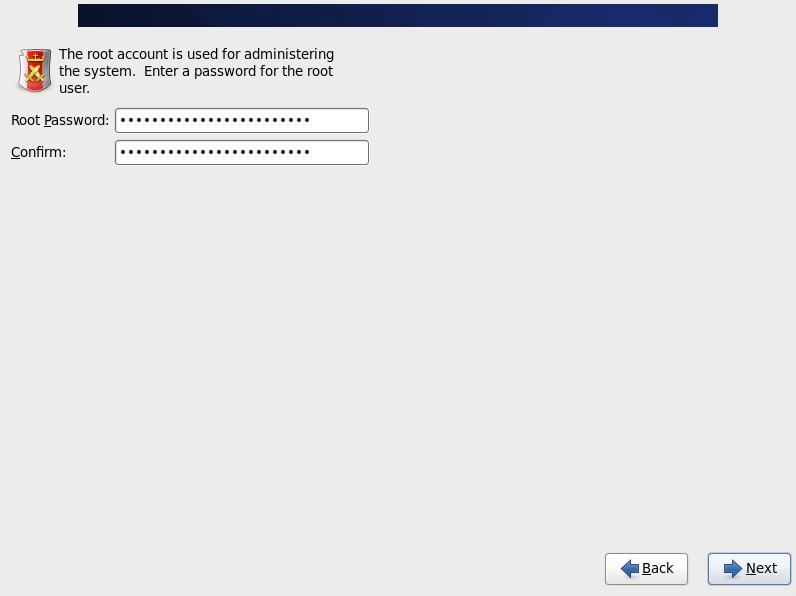 The root account is used for administering
the system.  Enter a password for the root
user.
Root Password: ••••••••••••••••••••••••
Confirm: ••••••••••••••••••••••••
Back
Next